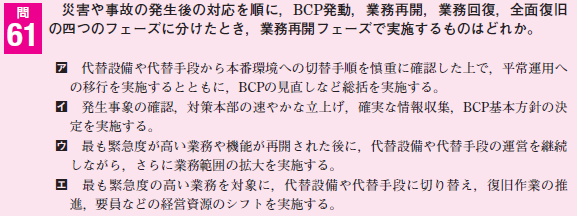 問
61
災害や事故の発生後の対応を順に，BCP発動，業務再開，業務回復，全面復旧
の四つのフェーズに分けたとき，業務再開フェーズで実施するものはどれか。
ア 代替設備や代替手段から本番環境への切替手順を慎重に確認した上で，平常運用へ
の移行を実施するとともに，BCPの見直しなど総括を実施する。
イ 発生事象の確認，対策本部の速やかな立上げ，確実な情報収集，BCP基本方針の決
定を実施する。
ウ 最も緊急度が高い業務や機能が再開された後に，代替設備や代替手段の運営を継続
しながら，さらに業務範囲の拡大を実施する。
エ 最も緊急度の高い業務を対象に，代替設備や代替手段に切り替え，復旧作業の推
進，要員などの経営資源のシフトを実施する。